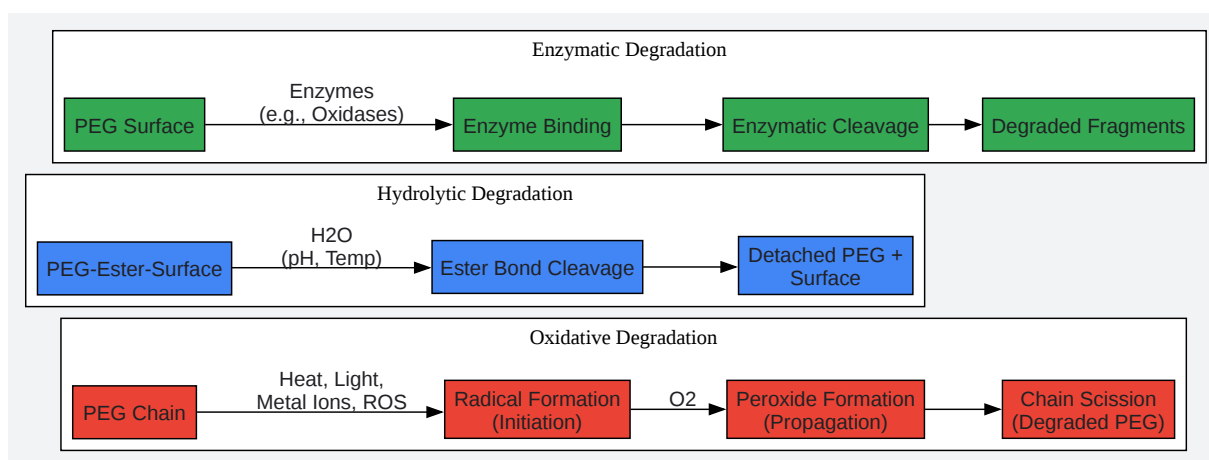 Enzymatic Degradation
Enzymes
(e.g., Oxidases)
PEG Surface
Enzyme Binding
Enzymatic Cleavage
Degraded Fragments
Hydrolytic Degradation
H2O
(pH, Temp)
PEG-Ester-Surface
Ester Bond Cleavage
Detached PEG +
Surface
Oxidative Degradation
Heat, Light,
Metal Ions, ROS
PEG Chain
Radical Formation
(Initiation)
O2
Peroxide Formation
(Propagation)
Chain Scission
(Degraded PEG)